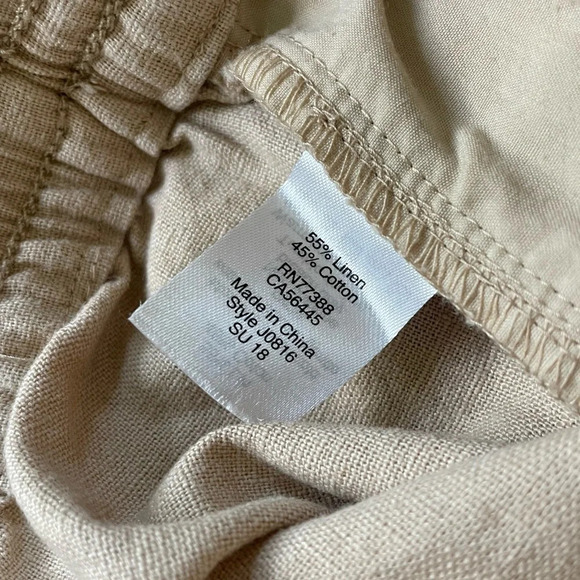 55% Linen
45% Cotton
RN77388
CA56445
Made in China
Style J0816
SU 18